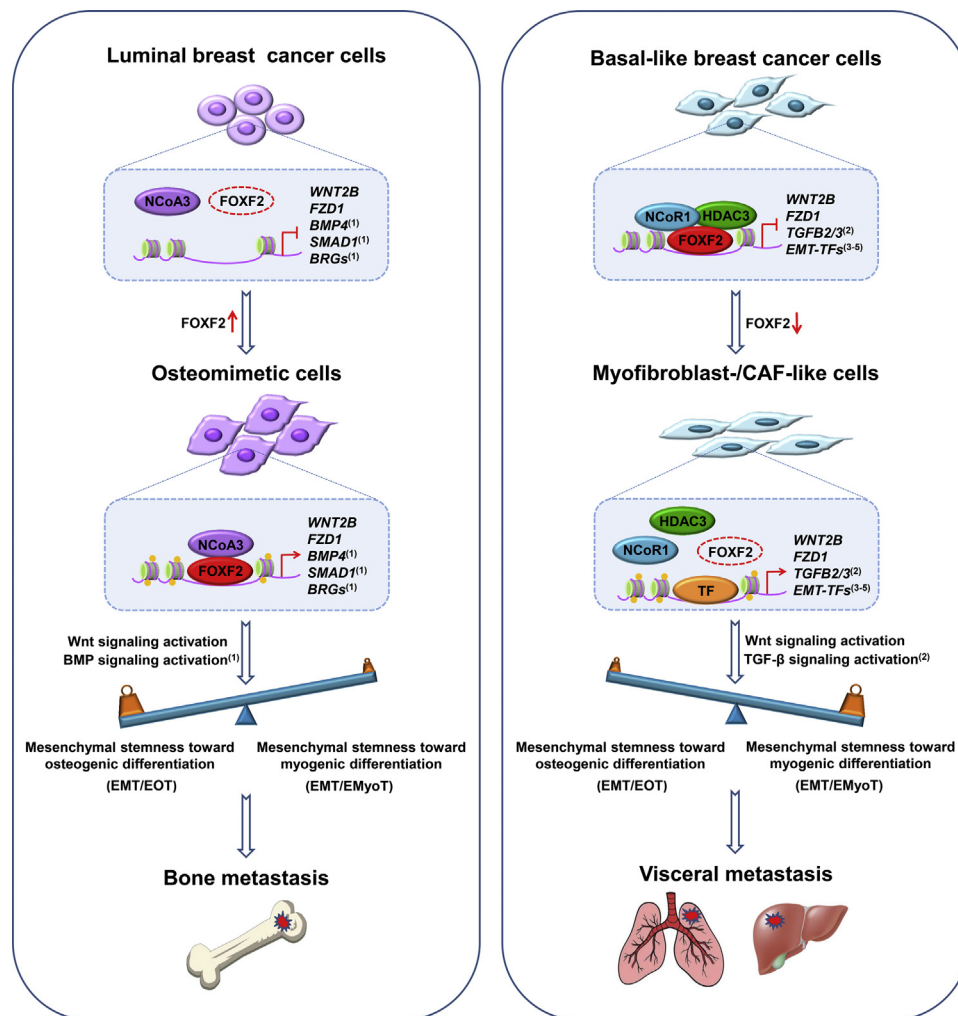 Luminal breast cancer cells
NCoA3
FOXF2
WNT2B
FZD1
BMP4(1)
SMAD1(1)
BRGs(1)
FOXF2
Osteomimetic cells
NCoA3
FOXF2
WNT2B
FZD1
BMP4(1)
SMAD1(1)
BRGs(1)
Wnt signaling activation
BMP signaling activation(1)
Mesenchymal stemness toward
osteogenic differentiation
(EMT/EOT)
Mesenchymal stemness toward
myogenic differentiation
(EMT/EMyoT)
Bone metastasis
Basal-like breast cancer cells
NCoR1
HDAC3
FOXF2
WNT2B
FZD1
TGFB2/3(2)
EMT-TFs(3-5)
FOXF2
Myofibroblast-/CAF-like cells
HDAC3
NCoR1
FOXF2
TF
WNT2B
FZD1
TGFB2/3(2)
EMT-TFs(3-5)
Wnt signaling activation
TGF-β signaling activation(2)
Mesenchymal stemness toward
osteogenic differentiation
(EMT/EOT)
Mesenchymal stemness toward
myogenic differentiation
(EMT/EMyoT)
Visceral metastasis